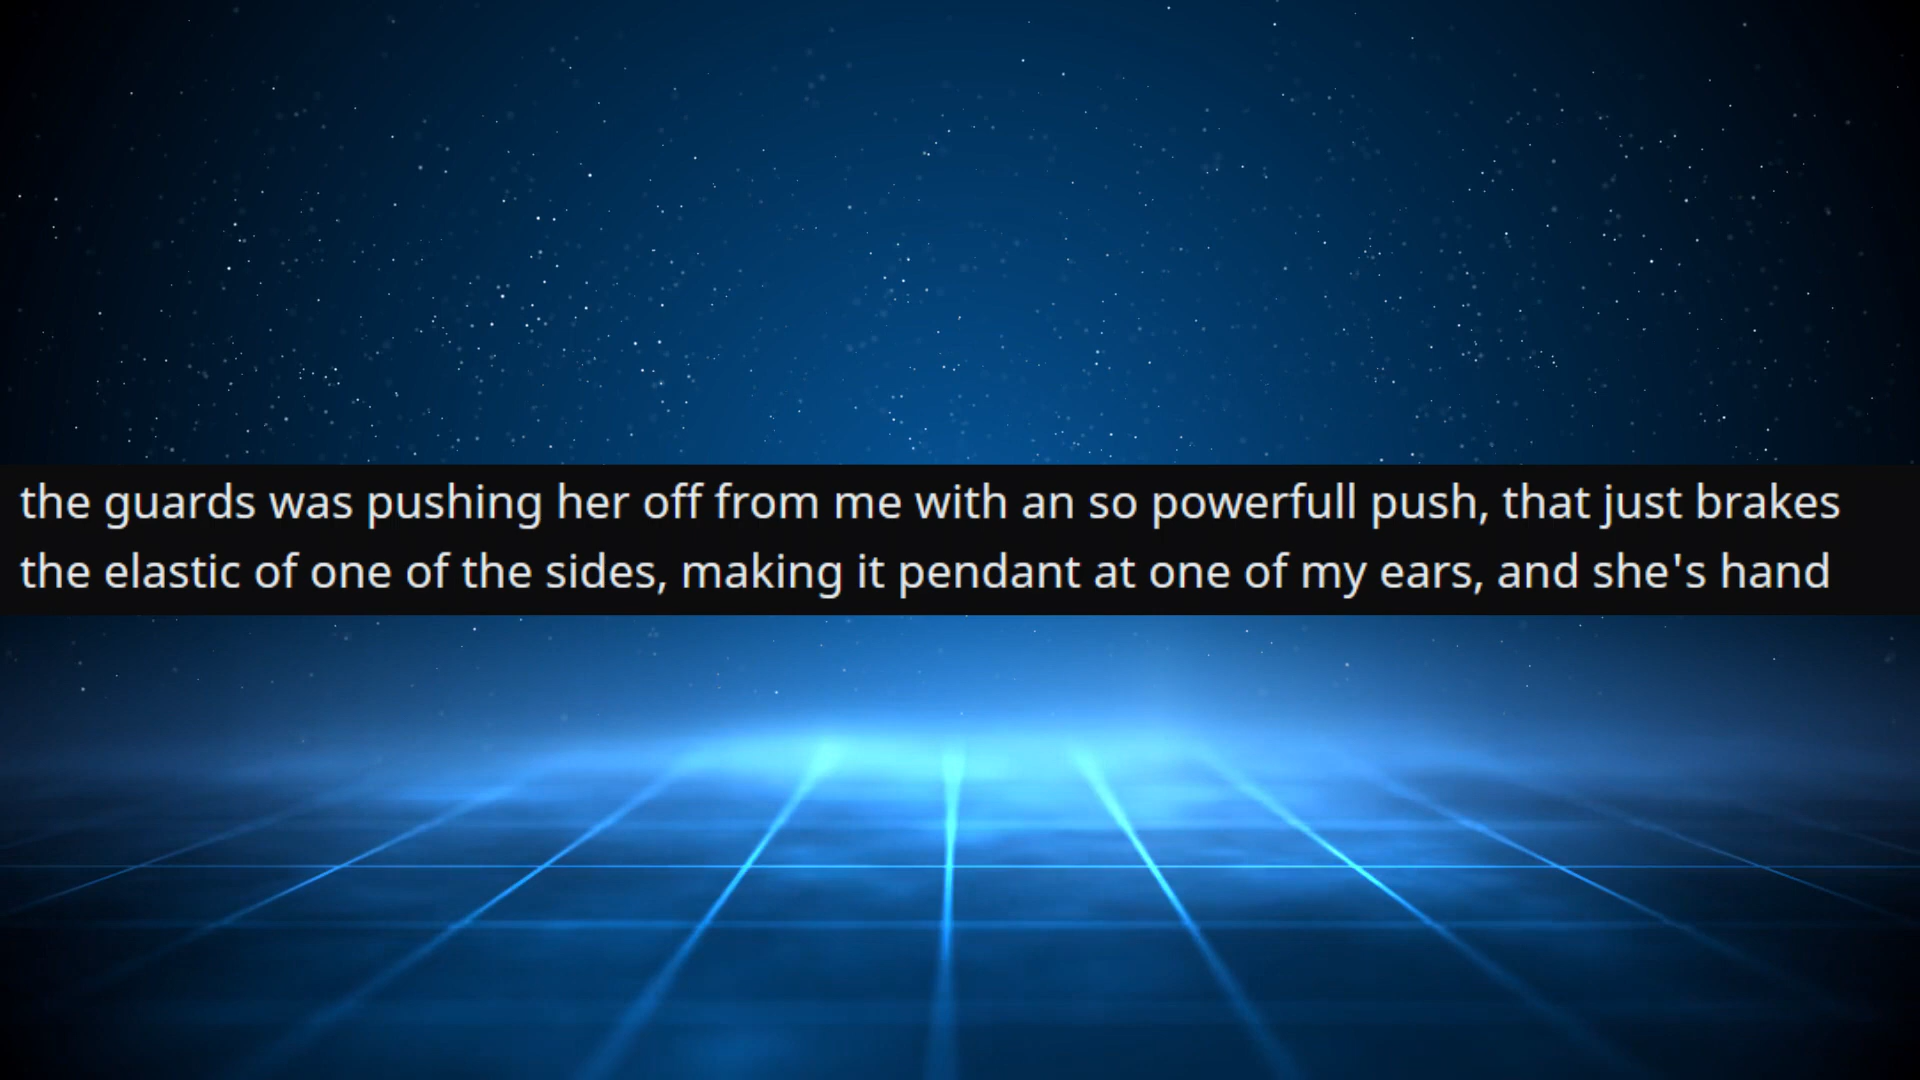 the guards was pushing her off from me with an so powerfull push, that just brakes
the elastic of one of the sides, making it pendant at one of my ears, and she's hand